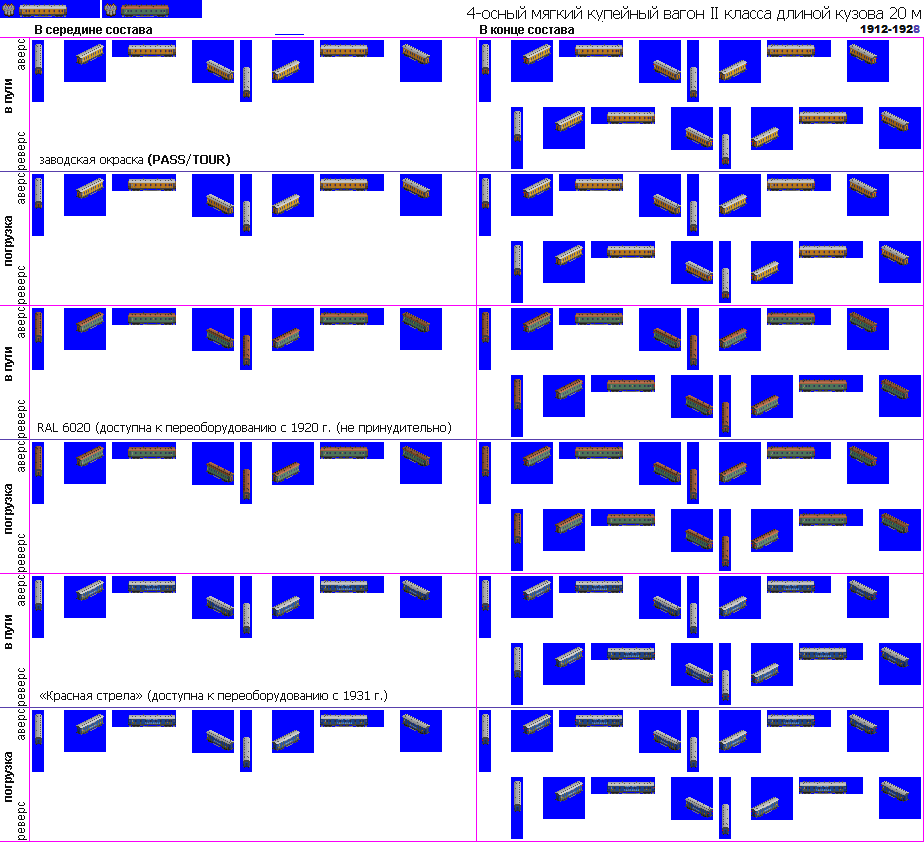 4-осный мягкий купейный вагон II класса длиной кузова 20 м
В середине состава
В конце состава
1912-1928
в пути
аверс
реверс
заводская окраска (PASS/TOUR)
погрузка
аверс
реверс
в пути
аверс
реверс
RAL 6020 (доступна к переоборудованию с 1920 г. (не принудительно)
погрузка
аверс
реверс
в пути
аверс
реверс
«Красная стрела» (доступна к переоборудованию с 1931 г.)
погрузка
аверс
реверс